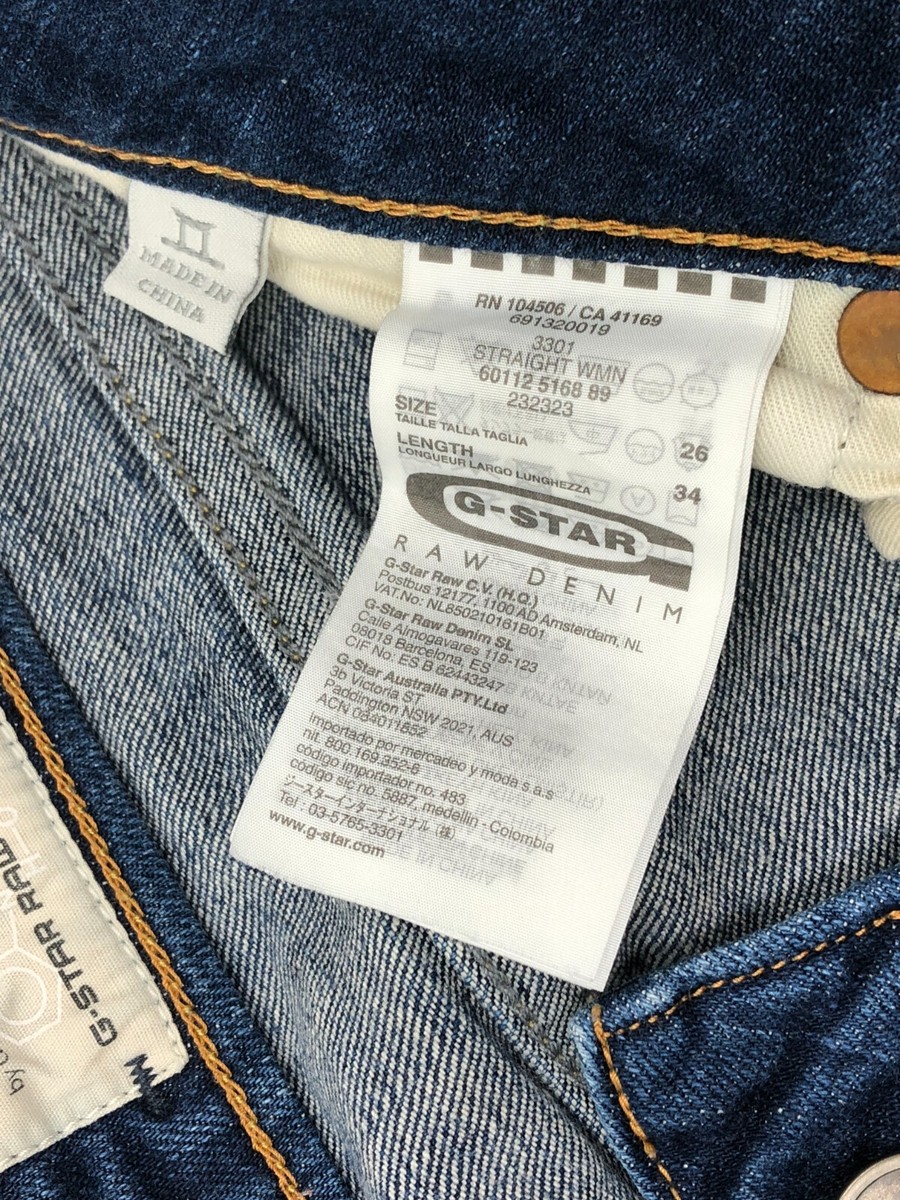 MADE IN
CHINA
RN 104506 / CA 41169
691320019
3301
STRAIGHT WMN
60112 5168 89
232323
SIZE 26
TAILLE TALLA TAGLIA
LENGTH 34
LONGUEUR LARGO LUNGHEZZA
G-STAR
RAW DENIM
G-Star Raw C.V. (H.Q.)
Postbus 12177, 1100 AD Amsterdam, NL
VAT.No: NL850210161B01
G-Star Raw Denim SL
Calle Almogavares 119-123
08018 Barcelona, ES
CIF No: ES B 62443247
G-Star Australia PTY.Ltd
3b Victoria ST
Paddington NSW 2021, AUS
ACN 084011852
Importado por mercadeo y moda s a s
nit. 800 169 352-6
código importador no. 483
código sic no. 5887, medellin - Colombia
ジースターインターナショナル (株)
Tel : 03-5765-3301
www.g-star.com
G-STAR RAW
by